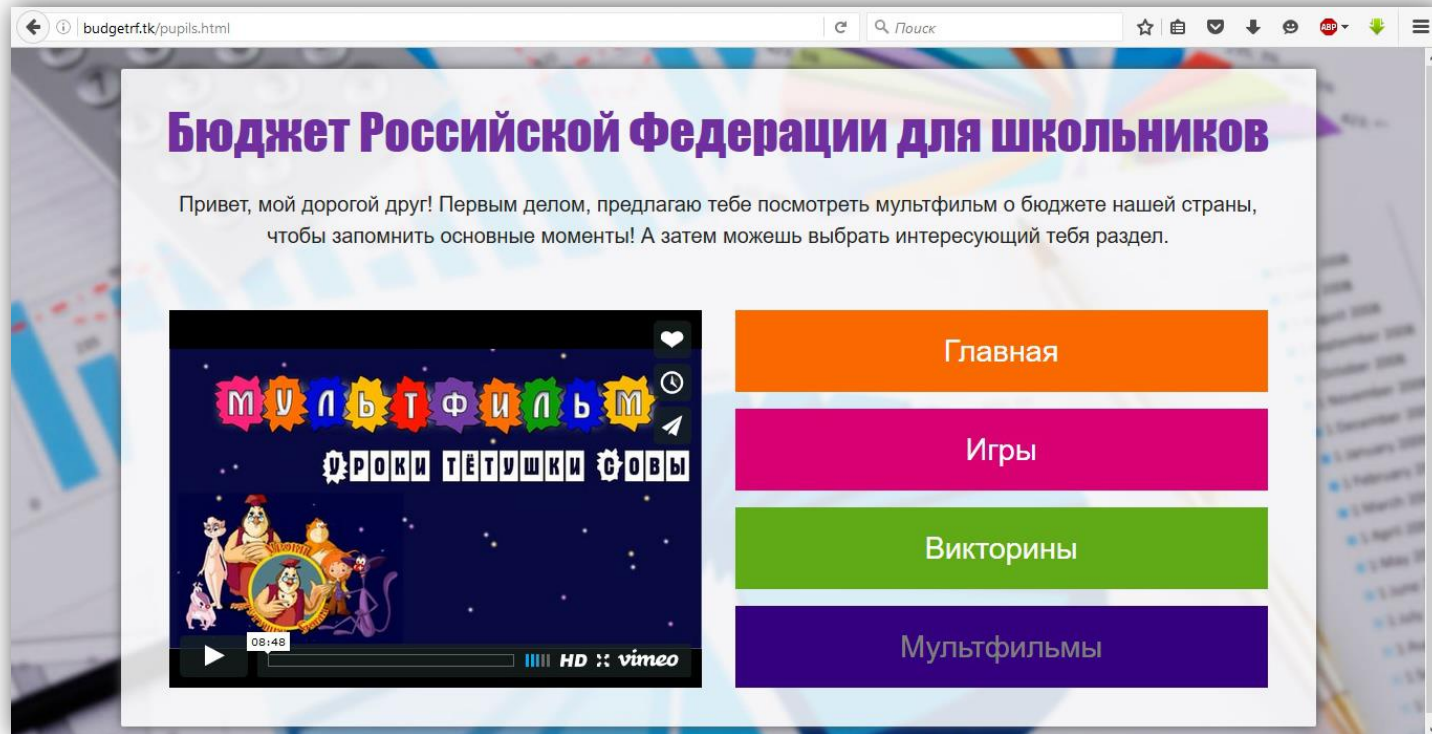 budgetrf.tk/pupils.html
Поиск
ABP
Бюджет Российской Федерации для школьников
Привет, мой дорогой друг! Первым делом, предлагаю тебе посмотреть мультфильм о бюджете нашей страны,
чтобы запомнить основные моменты! А затем можешь выбрать интересующий тебя раздел.
МУЛЬТФИЛЬМ
УРОКИ ТЁТУШКИ СОВЫ
08:48
HD vimeo
Главная
Игры
Викторины
Мультфильмы